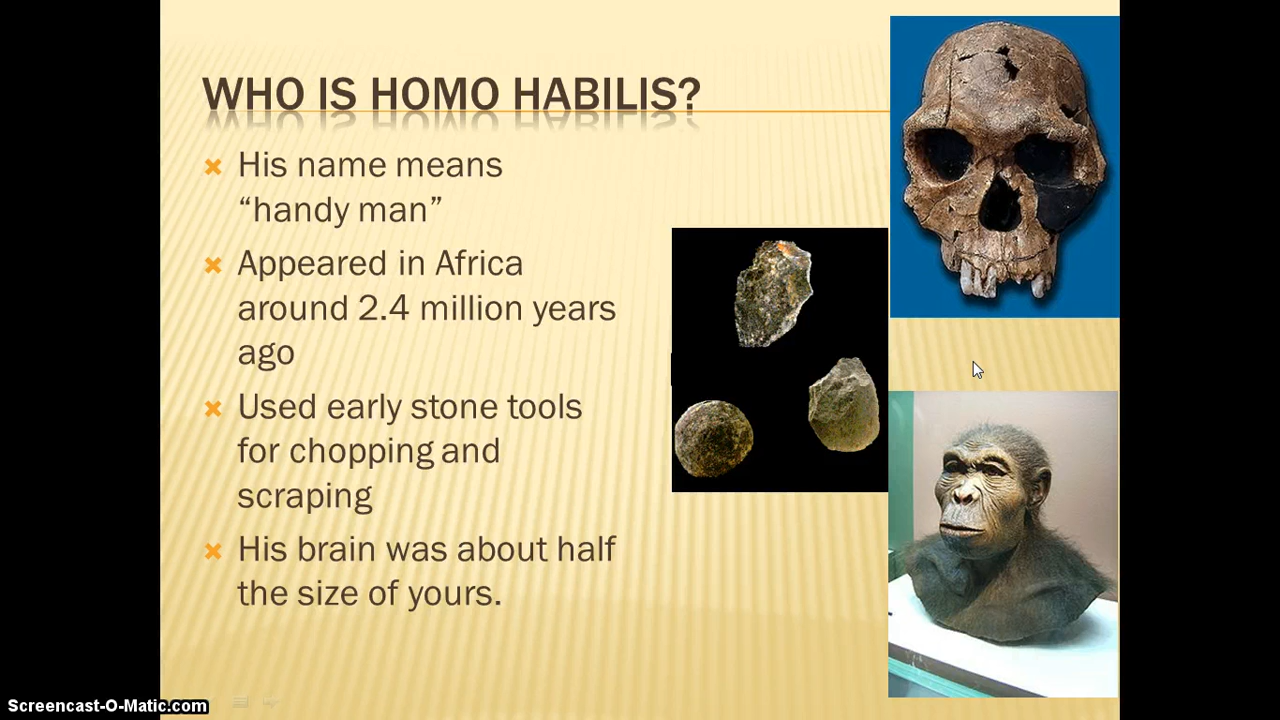 WHO IS HOMO HABILIS?
His name means
“handy man”
Appeared in Africa
around 2.4 million years
ago
Used early stone tools
for chopping and
scraping
His brain was about half
the size of yours.
Screencast-O-Matic.com